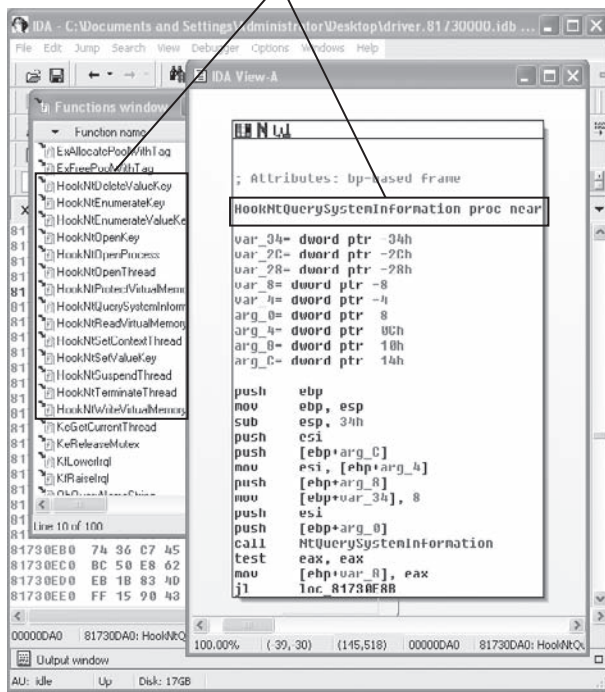 IDA - C:\Documents and Settings\Administrator\Desktop\driver.81730000.idb ...
File Edit Jump Search View Debugger Options Windows Help
IDA View-A
Functions window
Function name
ExAllocatePoolWithTag
ExFreePoolWithTag
HookNtDeleteValueKey
HookNtEnumerateKey
HookNtEnumerateValueKe
HookNtOpenKey
HookNtOpenProcess
HookNtOpenThread
HookNtProtectVirtualMemo
HookNtQuerySystemInform
HookNtReadVirtualMemory
HookNtSetContextThread
HookNtSetValueKey
HookNtSuspendThread
HookNtTerminateThread
HookNtWriteVirtualMemory
KeGetCurrentThread
KeReleaseMutex
KfLowerIrql
KfRaiseIrql
ObQueryNameString
Line 10 of 100
; Attributes: bp-based frame
HookNtQuerySystemInformation proc near
var_34= dword ptr -34h
var_2C= dword ptr -2Ch
var_28= dword ptr -28h
var_8= dword ptr -8
var_4= dword ptr -4
arg_0= dword ptr 8
arg_4= dword ptr 0Ch
arg_8= dword ptr 10h
arg_C= dword ptr 14h
push ebp
mov ebp, esp
sub esp, 34h
push esi
push [ebp+arg_C]
mov esi, [ebp+arg_4]
push [ebp+arg_8]
mov [ebp+var_34], 8
push esi
push [ebp+arg_0]
call NtQuerySystemInformation
test eax, eax
mov [ebp+var_8], eax
jl loc_81730E8B
81730EB0 74 36 C7 45
81730EC0 BC 50 E8 62
81730ED0 EB 1B 83 4D
81730EE0 FF 15 90 43
00000DA0 81730DA0: HookNtQ
100.00% (-39,-30) (145,518) 00000DA0 81730DA0: HookNtQu
Output window
AU: idle Up Disk: 17GB